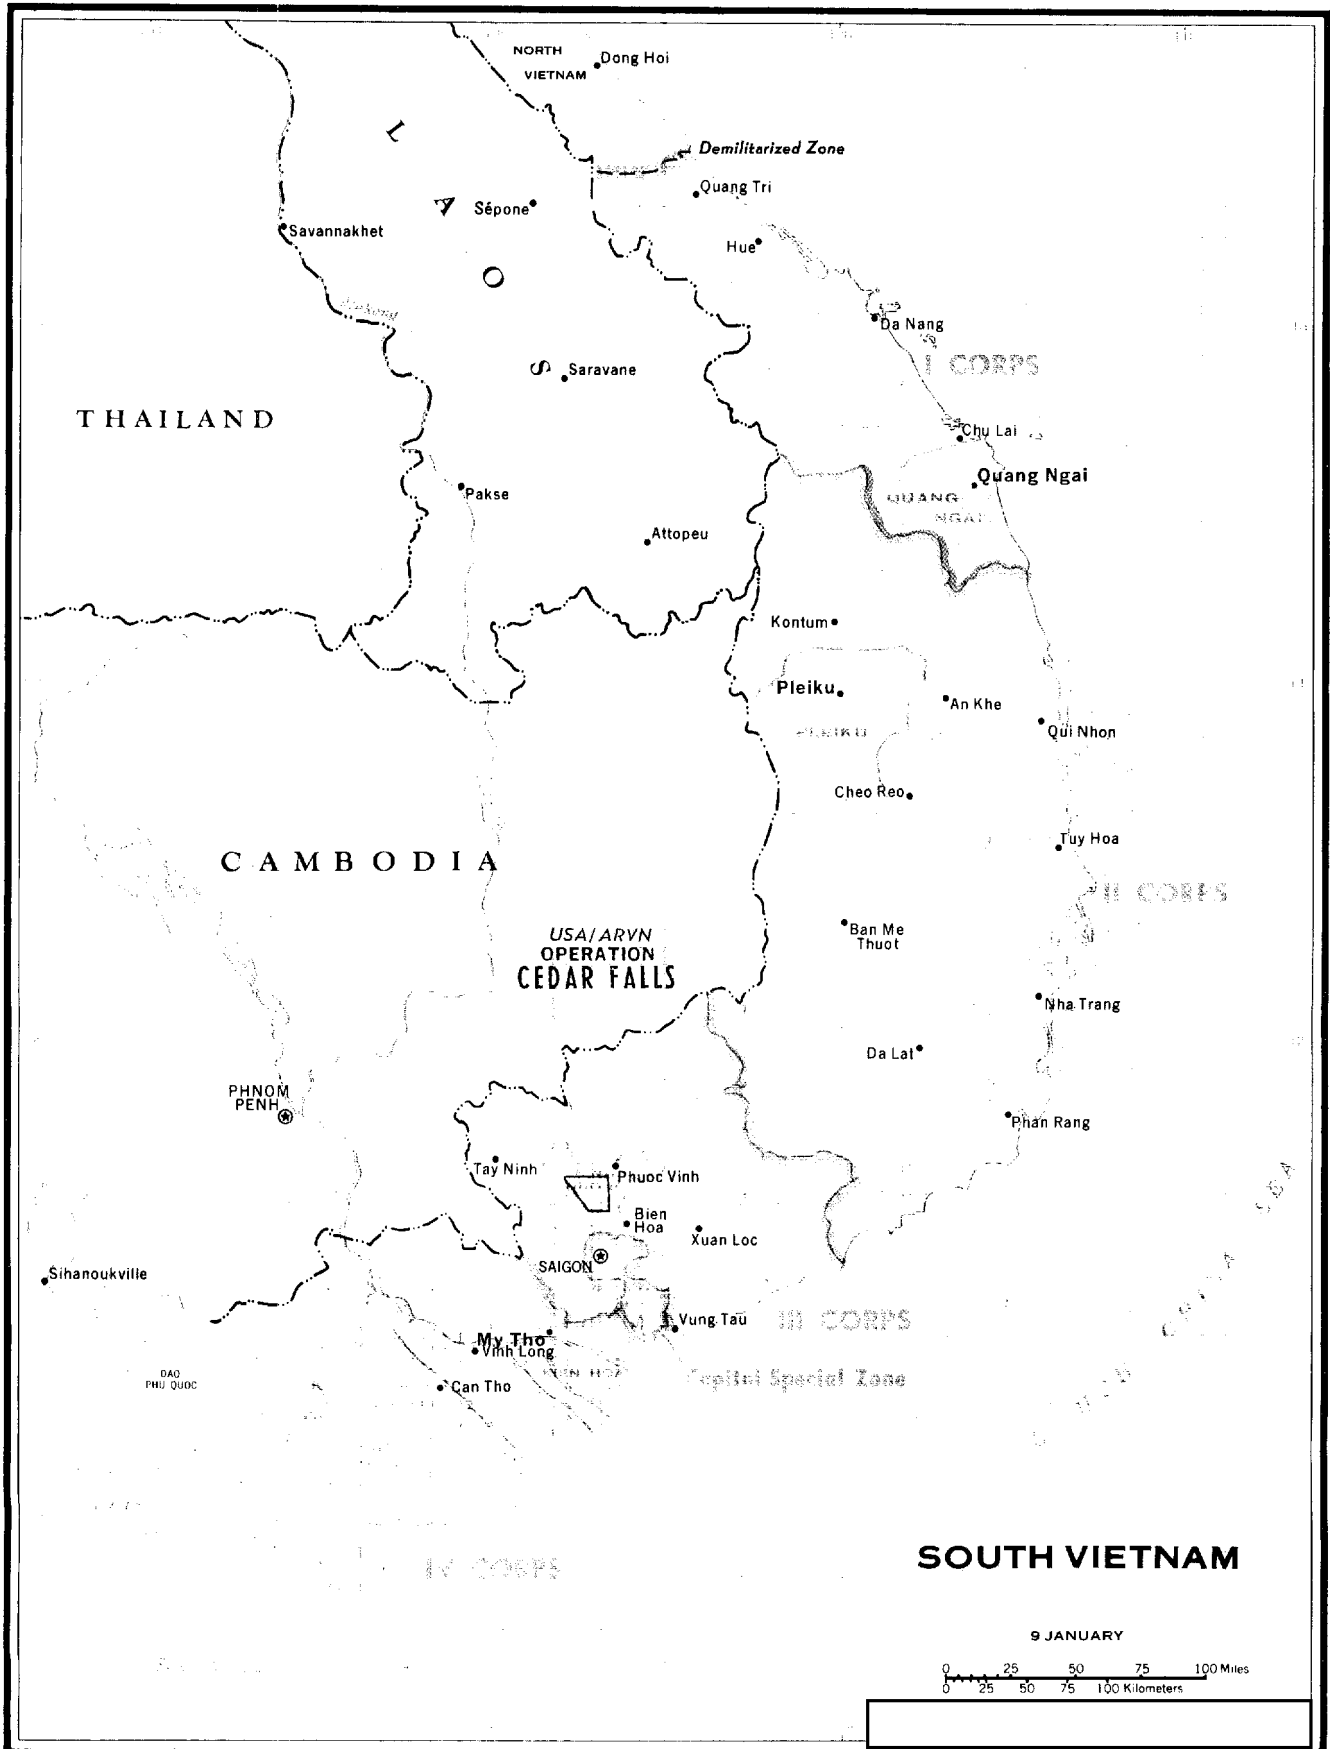 NORTH
VIETNAM
Dong Hoi
L
A
O
S
Demilitarized Zone
Quang Tri
Sépone
Savannakhet
Hue
Mekong
Da Nang
I CORPS
Saravane
THAILAND
Chu Lai
Quang Ngai
QUANG
NGAI
Pakse
Attopeu
Kontum
Pleiku
An Khe
PLEIKU
Qui Nhon
Cheo Reo
Tuy Hoa
CAMBODIA
II CORPS
Ban Me
Thuot
USA/ARVN
OPERATION
CEDAR FALLS
Nha Trang
Da Lat
PHNOM
PENH
Phan Rang
Tay Ninh
Phuoc Vinh
Bien
Hoa
Xuan Loc
SAIGON
Sihanoukville
Vung Tau
III CORPS
My Tho
Vinh Long
Capital Special Zone
DAO
PHU QUOC
Can Tho
SEA
IV CORPS
SOUTH VIETNAM
9 JANUARY
0 25 50 75 100 Miles
0 25 50 75 100 Kilometers